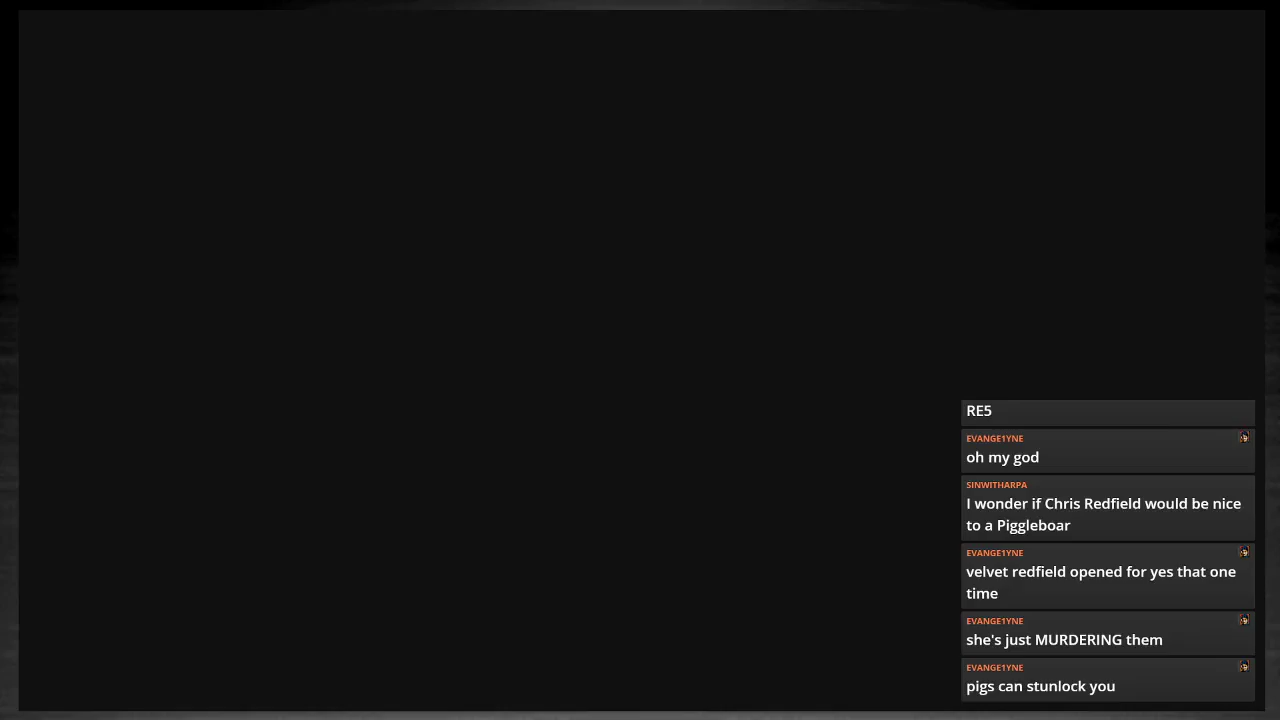 RE5
EVANGE1YNE
oh my god
SINWITHARPA
I wonder if Chris Redfield would be nice
to a Piggleboar
EVANGE1YNE
velvet redfield opened for yes that one
time
EVANGE1YNE
she's just MURDERING them
EVANGE1YNE
pigs can stunlock you